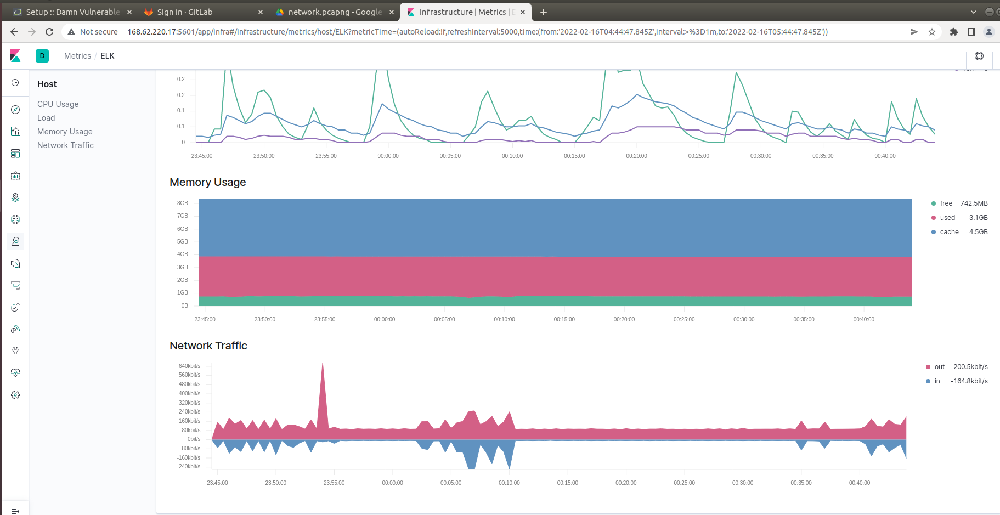 Setup :: Damn Vulnerable
Sign in · GitLab
network.pcapng - Google
Infrastructure | Metrics | E
Not secure
168.62.220.17:5601/app/infra#/infrastructure/metrics/host/ELK?metricTime=(autoReload:!f,refreshInterval:5000,time:(from:'2022-02-16T04:44:47.845Z',interval:>%3D1m,to:'2022-02-16T05:44:47.845Z'))
D
Metrics / ELK
Host
CPU Usage
Load
Memory Usage
Network Traffic
0.2
0.2
0.1
0.1
0
23:45:00 23:50:00 23:55:00 00:00:00 00:05:00 00:10:00 00:15:00 00:20:00 00:25:00 00:30:00 00:35:00 00:40:00
Memory Usage
8GB
7GB
6GB
5GB
4GB
3GB
2GB
1GB
0B
23:45:00 23:50:00 23:55:00 00:00:00 00:05:00 00:10:00 00:15:00 00:20:00 00:25:00 00:30:00 00:35:00 00:40:00
free 742.5MB
used 3.1GB
cache 4.5GB
Network Traffic
640kbit/s
560kbit/s
480kbit/s
400kbit/s
320kbit/s
240kbit/s
160kbit/s
80kbit/s
0bit/s
-80kbit/s
-160kbit/s
-240kbit/s
23:45:00 23:50:00 23:55:00 00:00:00 00:05:00 00:10:00 00:15:00 00:20:00 00:25:00 00:30:00 00:35:00 00:40:00
out 200.5kbit/s
in -164.8kbit/s